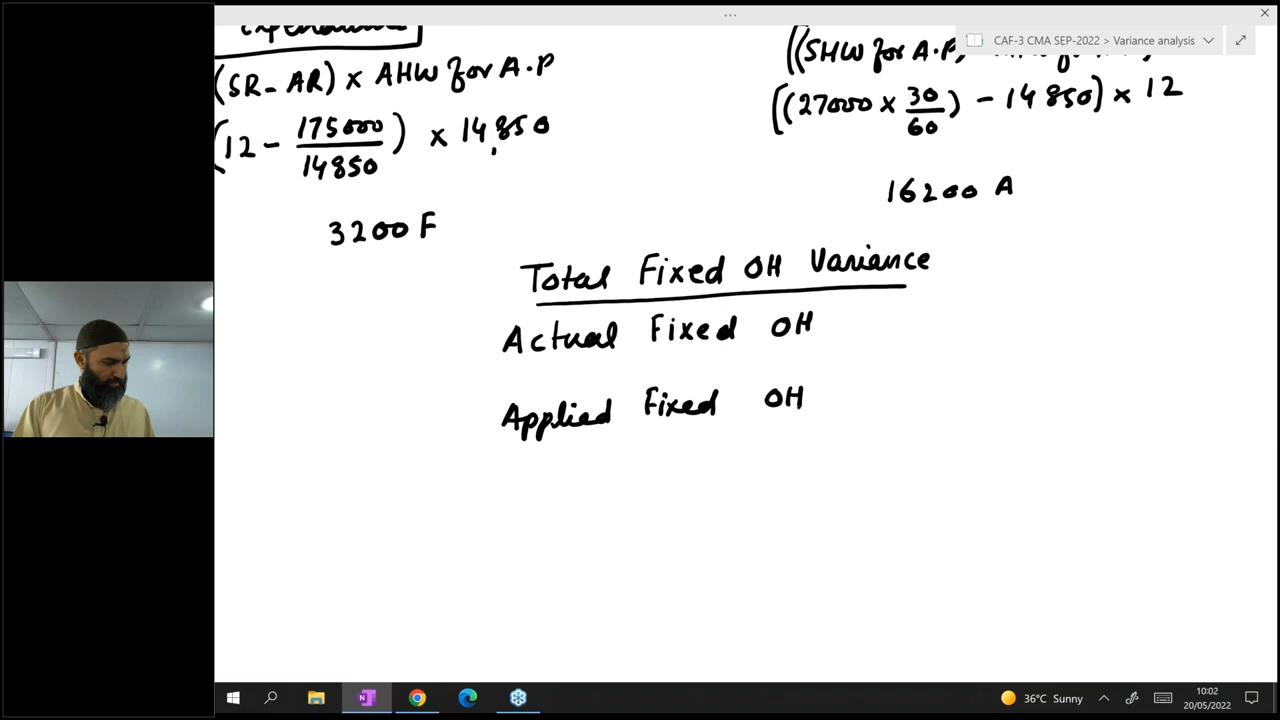 Expenditure
(SR - AR) x AHW for A.P
(12 - 175000/14850) x 14850
3200 F
CAF-3 CMA SEP-2022 > Variance analysis
((SHW for A.P,
((27000 x 30/60) - 14850) x 12
16200 A
Total Fixed OH Variance
Actual Fixed OH
Applied Fixed OH
36°C Sunny
10:02
20/05/2022